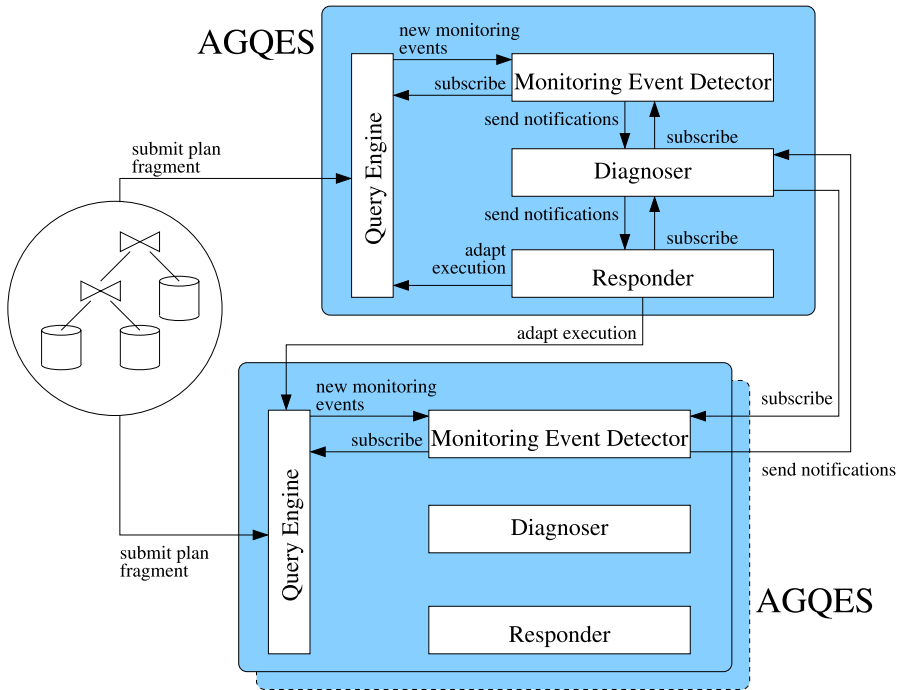 AGQES
new monitoring
events
Monitoring Event Detector
subscribe
send notifications
subscribe
submit plan
fragment
Query Engine
Diagnoser
send notifications
subscribe
adapt
execution
Responder
adapt execution
new monitoring
events
subscribe
Monitoring Event Detector
subscribe
send notifications
Query Engine
Diagnoser
submit plan
fragment
AGQES
Responder